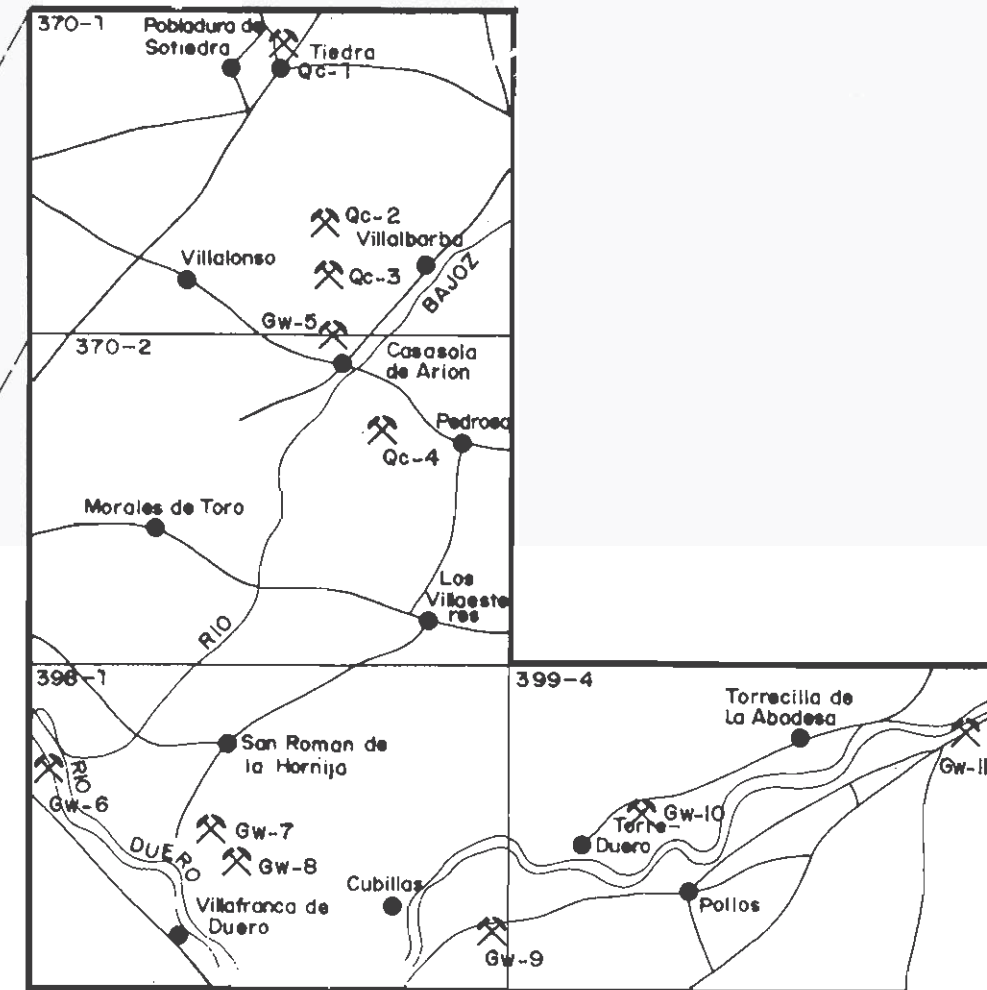 370-1
Pobladura de
Sotiedra
Tiedra
Qc-1
Qc-2
Villalbarba
Villalonso
Qc-3
BAJOZ
Gw-5
370-2
Casasola
de Arion
Pedrosa
Qc-4
Morales de Toro
Los
Villaeste
res
RIO
398-1
399-4
Torrecilla de
La Abadesa
San Roman de
la Hornija
RIO
Gw-6
Gw-11
Gw-10
Torre-
Duero
Gw-7
DUERO
Gw-8
Cubillas
Pollos
Villafranca de
Duero
Gw-9